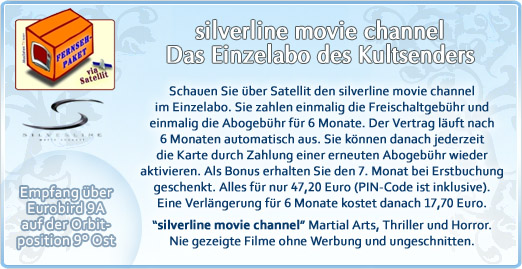 FERNSEH-
PAKET
via
Satellit
silverline movie channel
Das Einzelabo des Kultsenders
SILVERLINE
movie channel
Schauen Sie über Satellit den silverline movie channel
im Einzelabo. Sie zahlen einmalig die Freischaltgebühr und
einmalig die Abogebühr für 6 Monate. Der Vertrag läuft nach
6 Monaten automatisch aus. Sie können danach jederzeit
die Karte durch Zahlung einer erneuten Abogebühr wieder
aktivieren. Als Bonus erhalten Sie den 7. Monat bei Erstbuchung
geschenkt. Alles für nur 47,20 Euro (PIN-Code ist inklusive).
Eine Verlängerung für 6 Monate kostet danach 17,70 Euro.
Empfang über
Eurobird 9A
auf der Orbit-
position 9° Ost
"silverline movie channel" Martial Arts, Thriller und Horror.
Nie gezeigte Filme ohne Werbung und ungeschnitten.